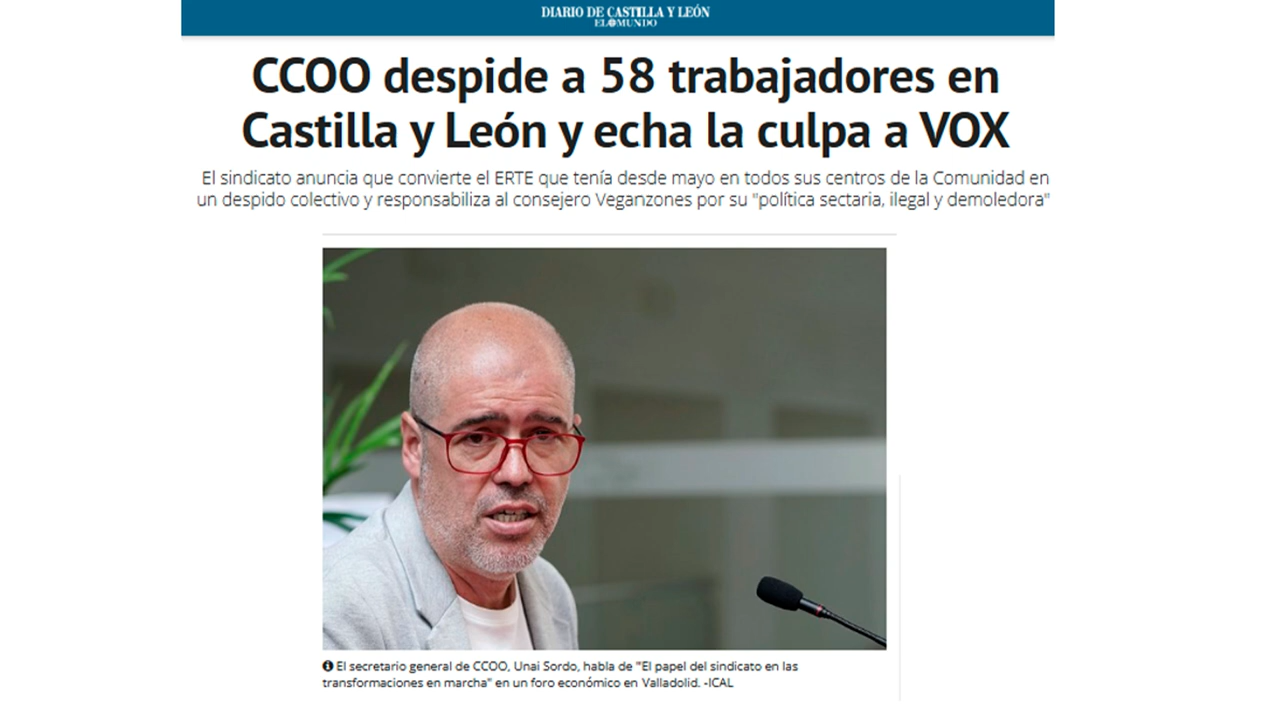 DIARIO DE CASTILLA Y LEÓN
EL MUNDO
CCOO despide a 58 trabajadores en
Castilla y León y echa la culpa a VOX
El sindicato anuncia que convierte el ERTE que tenía desde mayo en todos sus centros de la Comunidad en
un despido colectivo y responsabiliza al consejero Veganzones por su "política sectaria, ilegal y demoledora"
El secretario general de CCOO, Unai Sordo, habla de "El papel del sindicato en las
transformaciones en marcha" en un foro económico en Valladolid. -ICAL